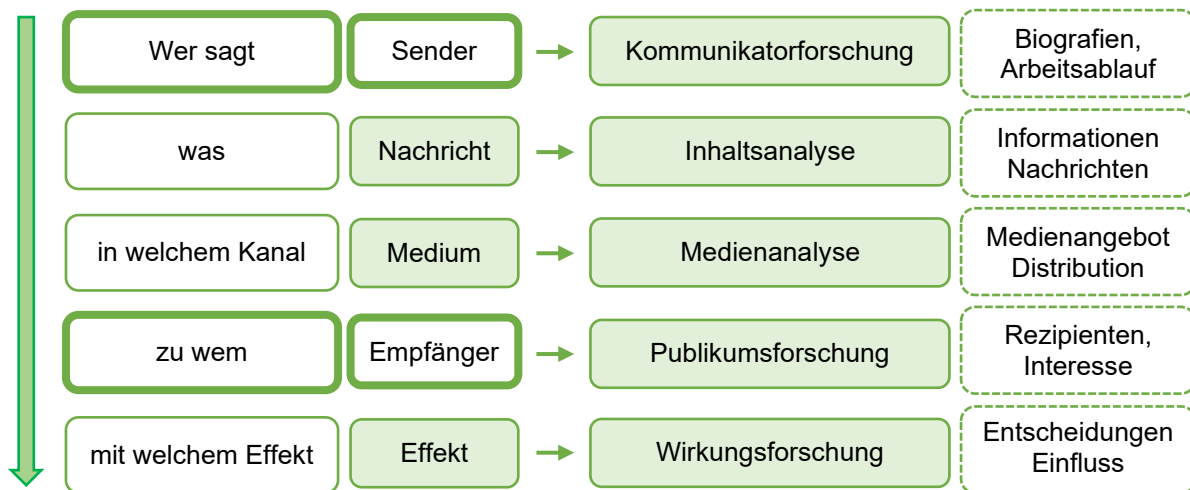 Wer sagt
Sender
Kommunikatorforschung
Biografien,
Arbeitsablauf
was
Nachricht
Inhaltsanalyse
Informationen
Nachrichten
in welchem Kanal
Medium
Medienanalyse
Medienangebot
Distribution
zu wem
Empfänger
Publikumsforschung
Rezipienten,
Interesse
mit welchem Effekt
Effekt
Wirkungsforschung
Entscheidungen
Einfluss